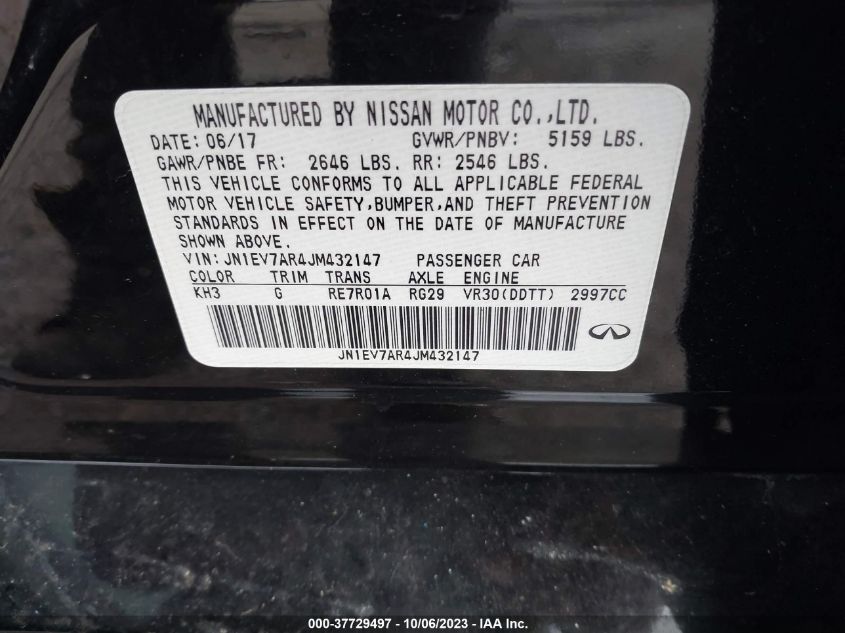 MANUFACTURED BY NISSAN MOTOR CO.,LTD.
DATE: 06/17 GVWR/PNBV: 5159 LBS.
GAWR/PNBE FR: 2646 LBS. RR: 2546 LBS.
THIS VEHICLE CONFORMS TO ALL APPLICABLE FEDERAL
MOTOR VEHICLE SAFETY,BUMPER,AND THEFT PREVENTION
STANDARDS IN EFFECT ON THE DATE OF MANUFACTURE
SHOWN ABOVE.
VIN: JN1EV7AR4JM432147 PASSENGER CAR
COLOR TRIM TRANS AXLE ENGINE
KH3 G RE7R01A RG29 VR30(DDTT) 2997CC
JN1EV7AR4JM432147
000-37729497 - 10/06/2023 - IAA Inc.